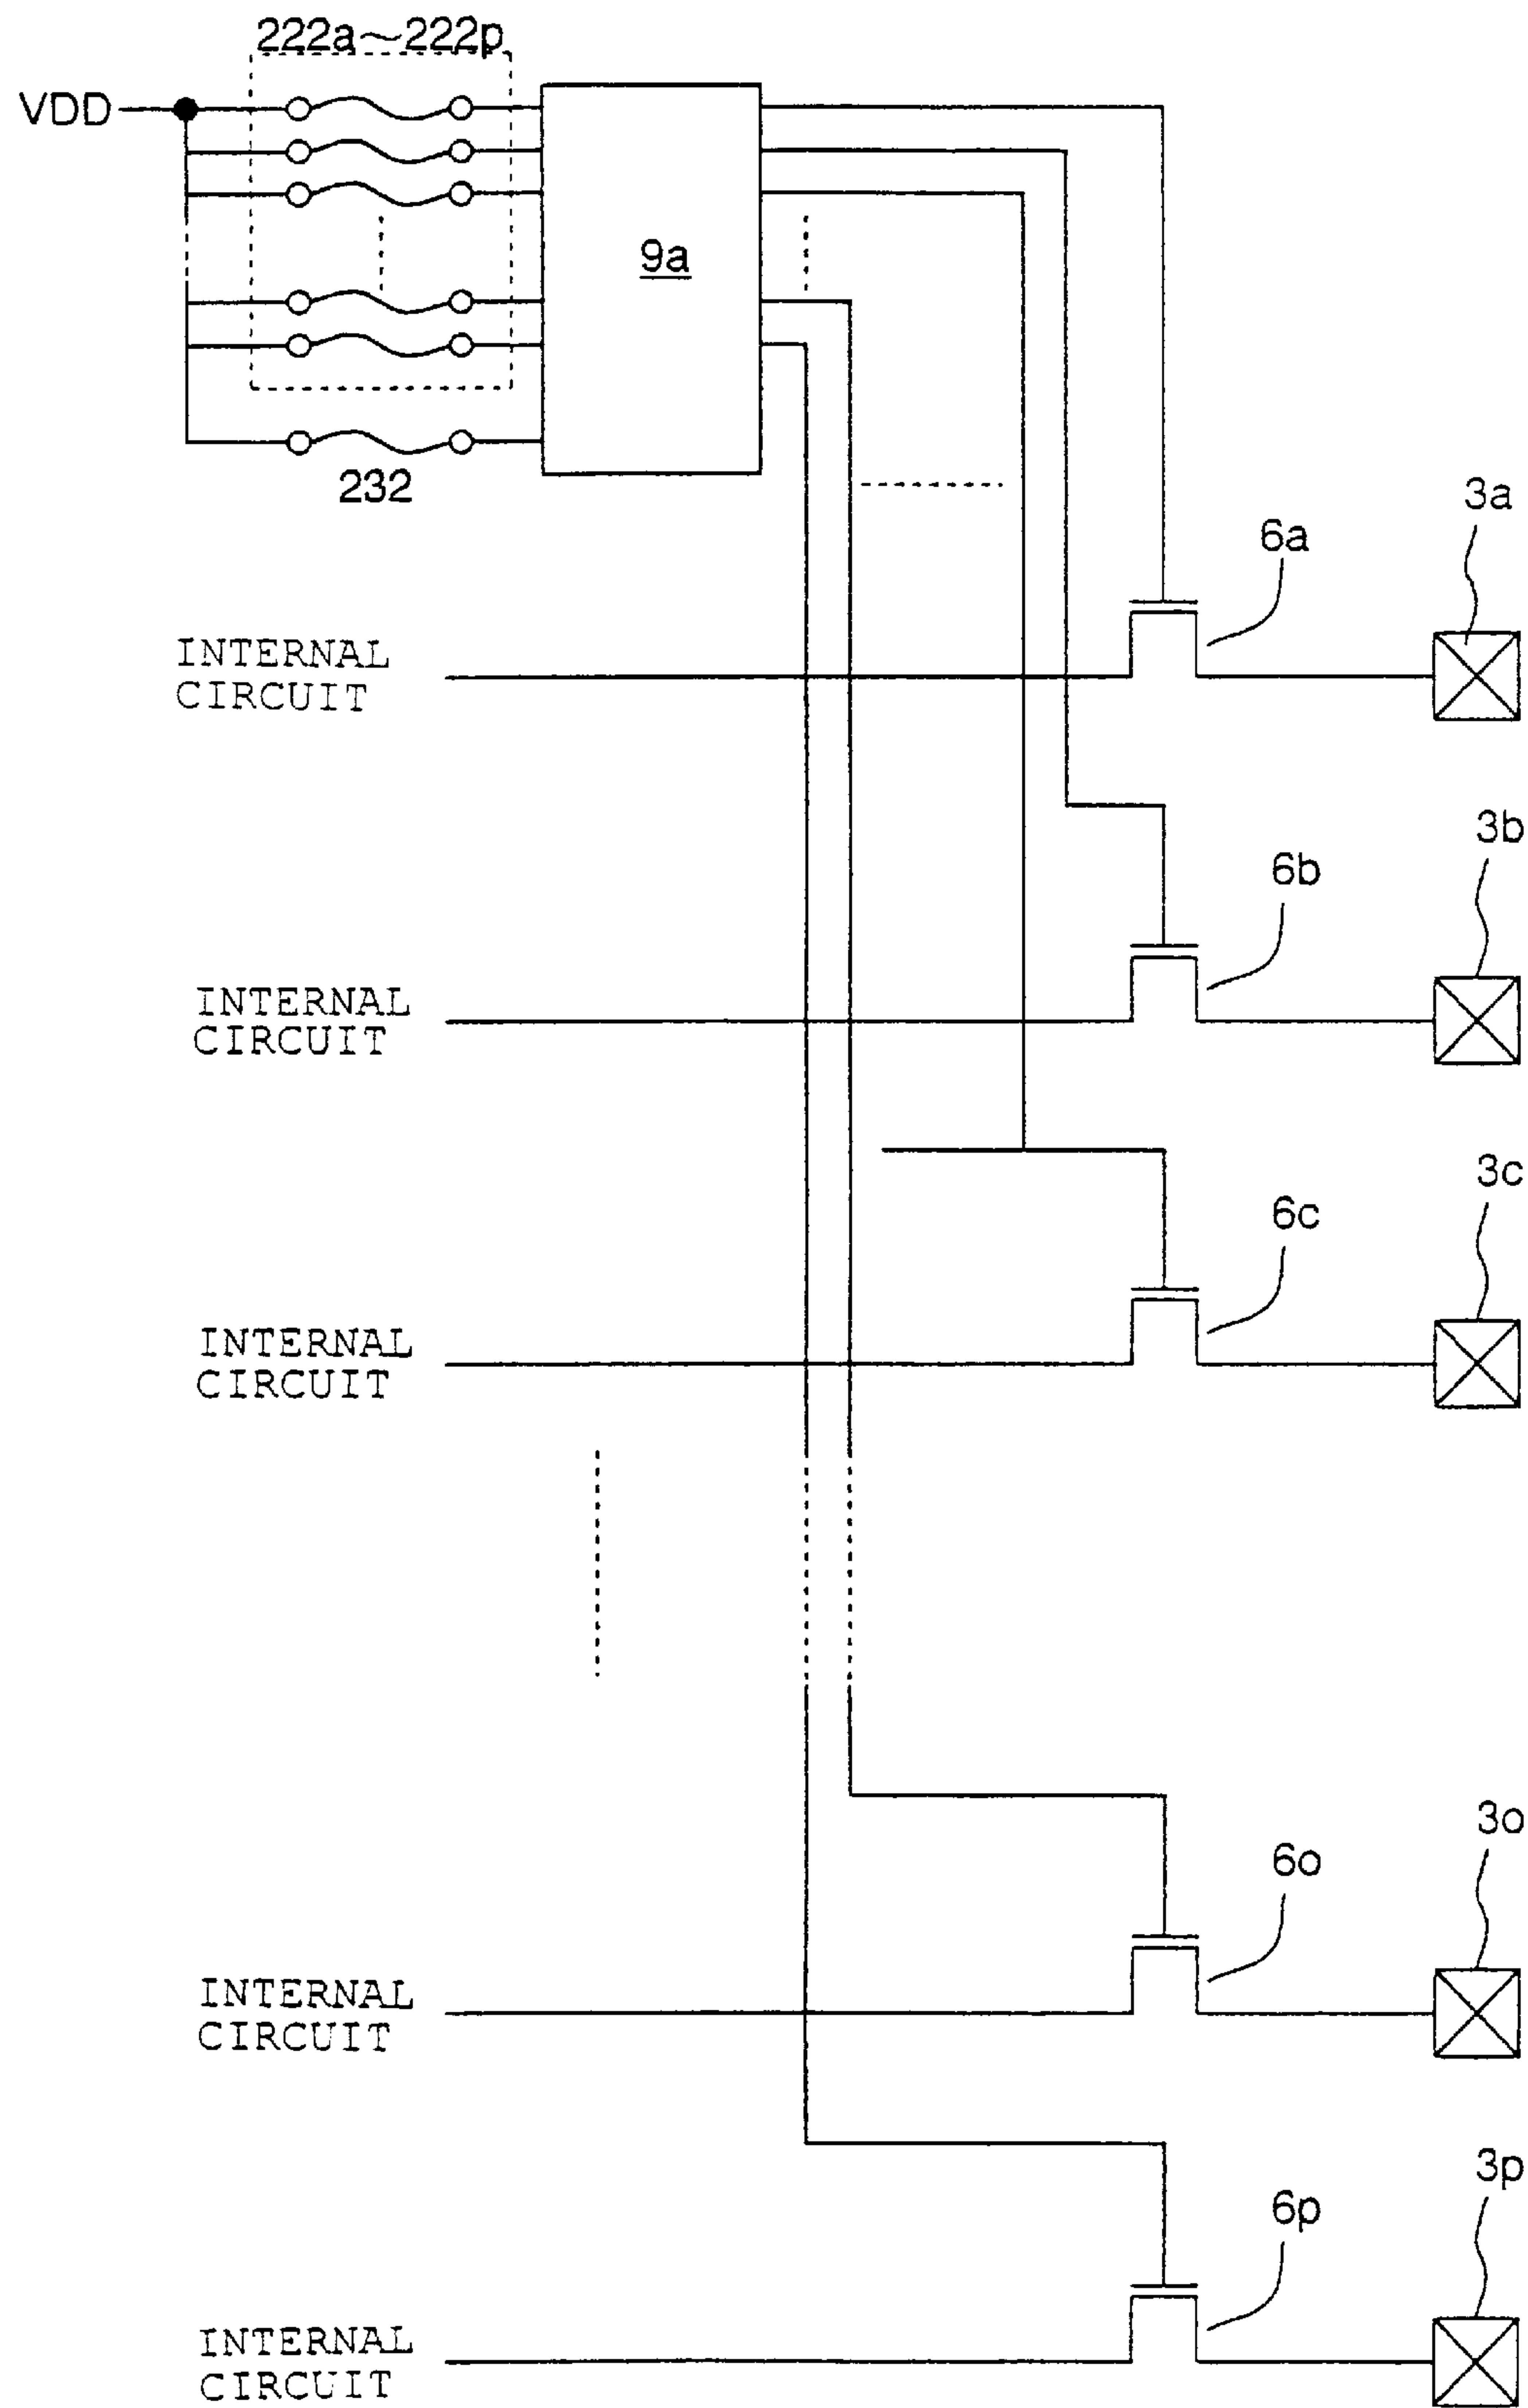 222a～222p
VDD
9a
232
3a
6a
INTERNAL
CIRCUIT
3b
6b
INTERNAL
CIRCUIT
3c
6c
INTERNAL
CIRCUIT
3o
6o
INTERNAL
CIRCUIT
3p
6p
INTERNAL
CIRCUIT